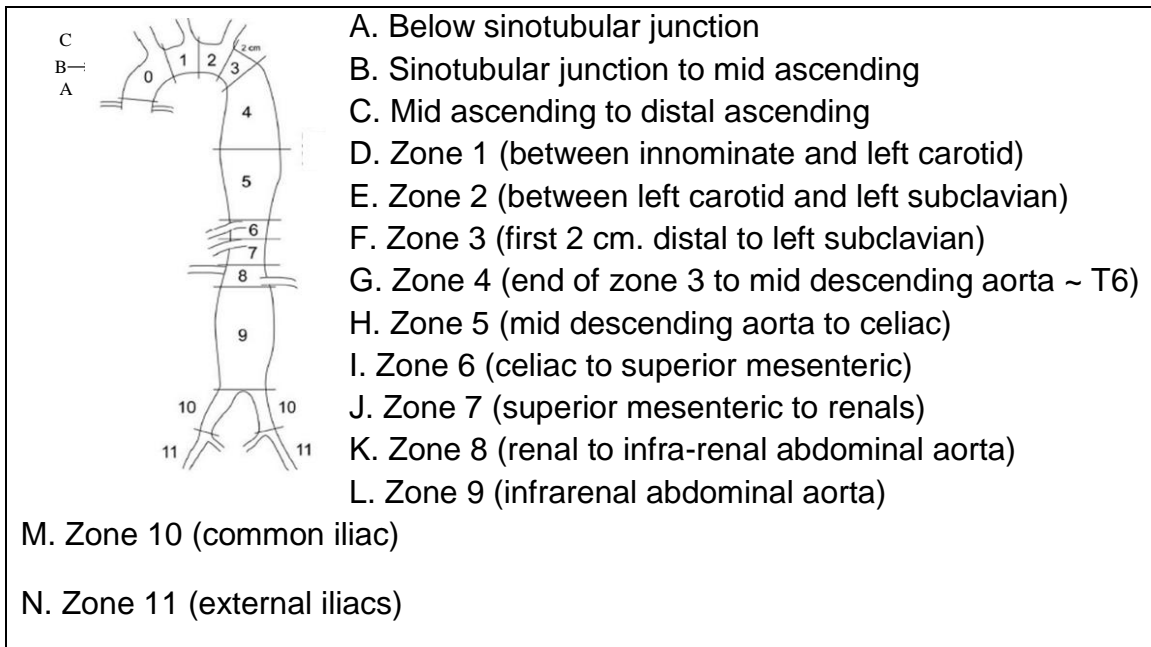 C
B
A
0
1
2
2 cm
3
4
5
6
7
8
9
10
10
11
11
A. Below sinotubular junction
B. Sinotubular junction to mid ascending
C. Mid ascending to distal ascending
D. Zone 1 (between innominate and left carotid)
E. Zone 2 (between left carotid and left subclavian)
F. Zone 3 (first 2 cm. distal to left subclavian)
G. Zone 4 (end of zone 3 to mid descending aorta ~ T6)
H. Zone 5 (mid descending aorta to celiac)
I. Zone 6 (celiac to superior mesenteric)
J. Zone 7 (superior mesenteric to renals)
K. Zone 8 (renal to infra-renal abdominal aorta)
L. Zone 9 (infrarenal abdominal aorta)
M. Zone 10 (common iliac)
N. Zone 11 (external iliacs)